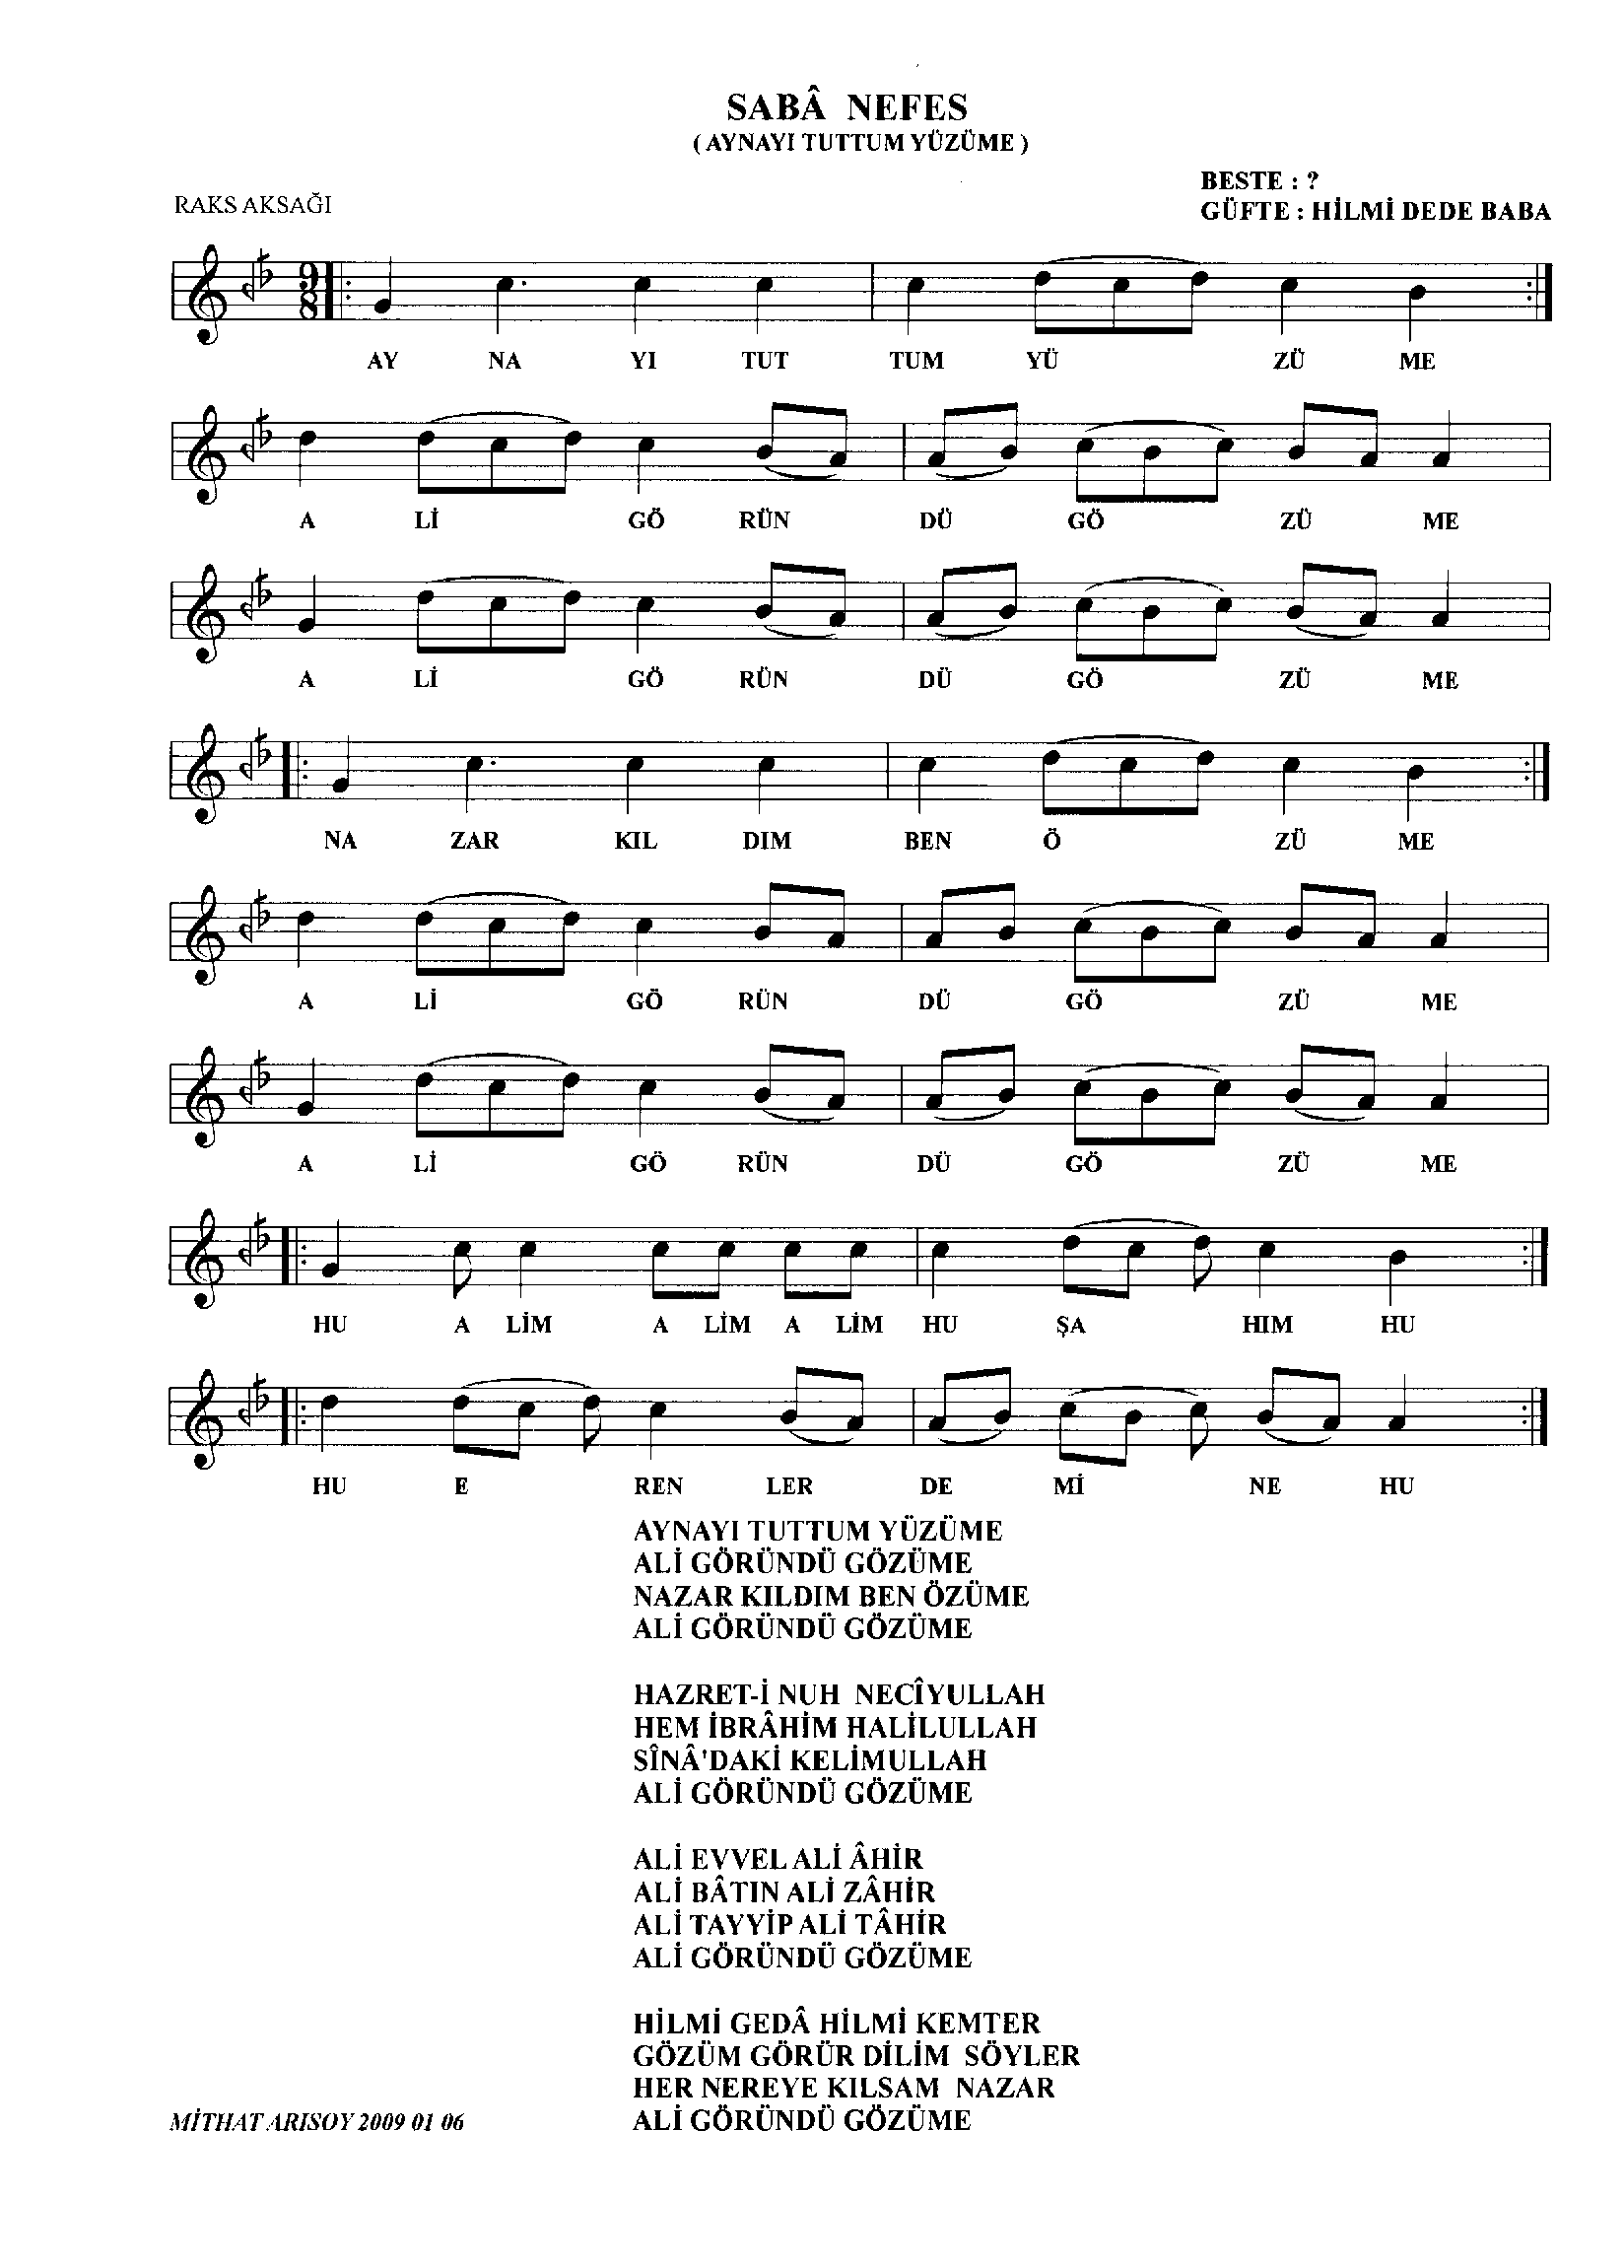 SABÂ NEFES
( AYNAYI TUTTUM YÜZÜME )
BESTE : ?
RAKS AKSAĞI
GÜFTE : HİLMİ DEDE BABA
9
8
AY NA YI TUT TUM YÜ ZÜ ME
A Lİ GÖ RÜN DÜ GÖ ZÜ ME
A Lİ GÖ RÜN DÜ GÖ ZÜ ME
NA ZAR KIL DIM BEN Ö ZÜ ME
A Lİ GÖ RÜN DÜ GÖ ZÜ ME
A Lİ GÖ RÜN DÜ GÖ ZÜ ME
HU A LİM A LİM A LİM HU ŞA HIM HU
HU E REN LER DE Mİ NE HU
AYNAYI TUTTUM YÜZÜME
ALİ GÖRÜNDÜ GÖZÜME
NAZAR KILDIM BEN ÖZÜME
ALİ GÖRÜNDÜ GÖZÜME
HAZRET-İ NUH NECÎYULLAH
HEM İBRÂHİM HALİLULLAH
SÎNÂ'DAKİ KELİMULLAH
ALİ GÖRÜNDÜ GÖZÜME
ALİ EVVEL ALİ ÂHİR
ALİ BÂTIN ALİ ZÂHİR
ALİ TAYYİP ALİ TÂHİR
ALİ GÖRÜNDÜ GÖZÜME
HİLMİ GEDÂ HİLMİ KEMTER
GÖZÜM GÖRÜR DİLİM SÖYLER
HER NEREYE KILSAM NAZAR
ALİ GÖRÜNDÜ GÖZÜME
MİTHAT ARISOY 2009 01 06